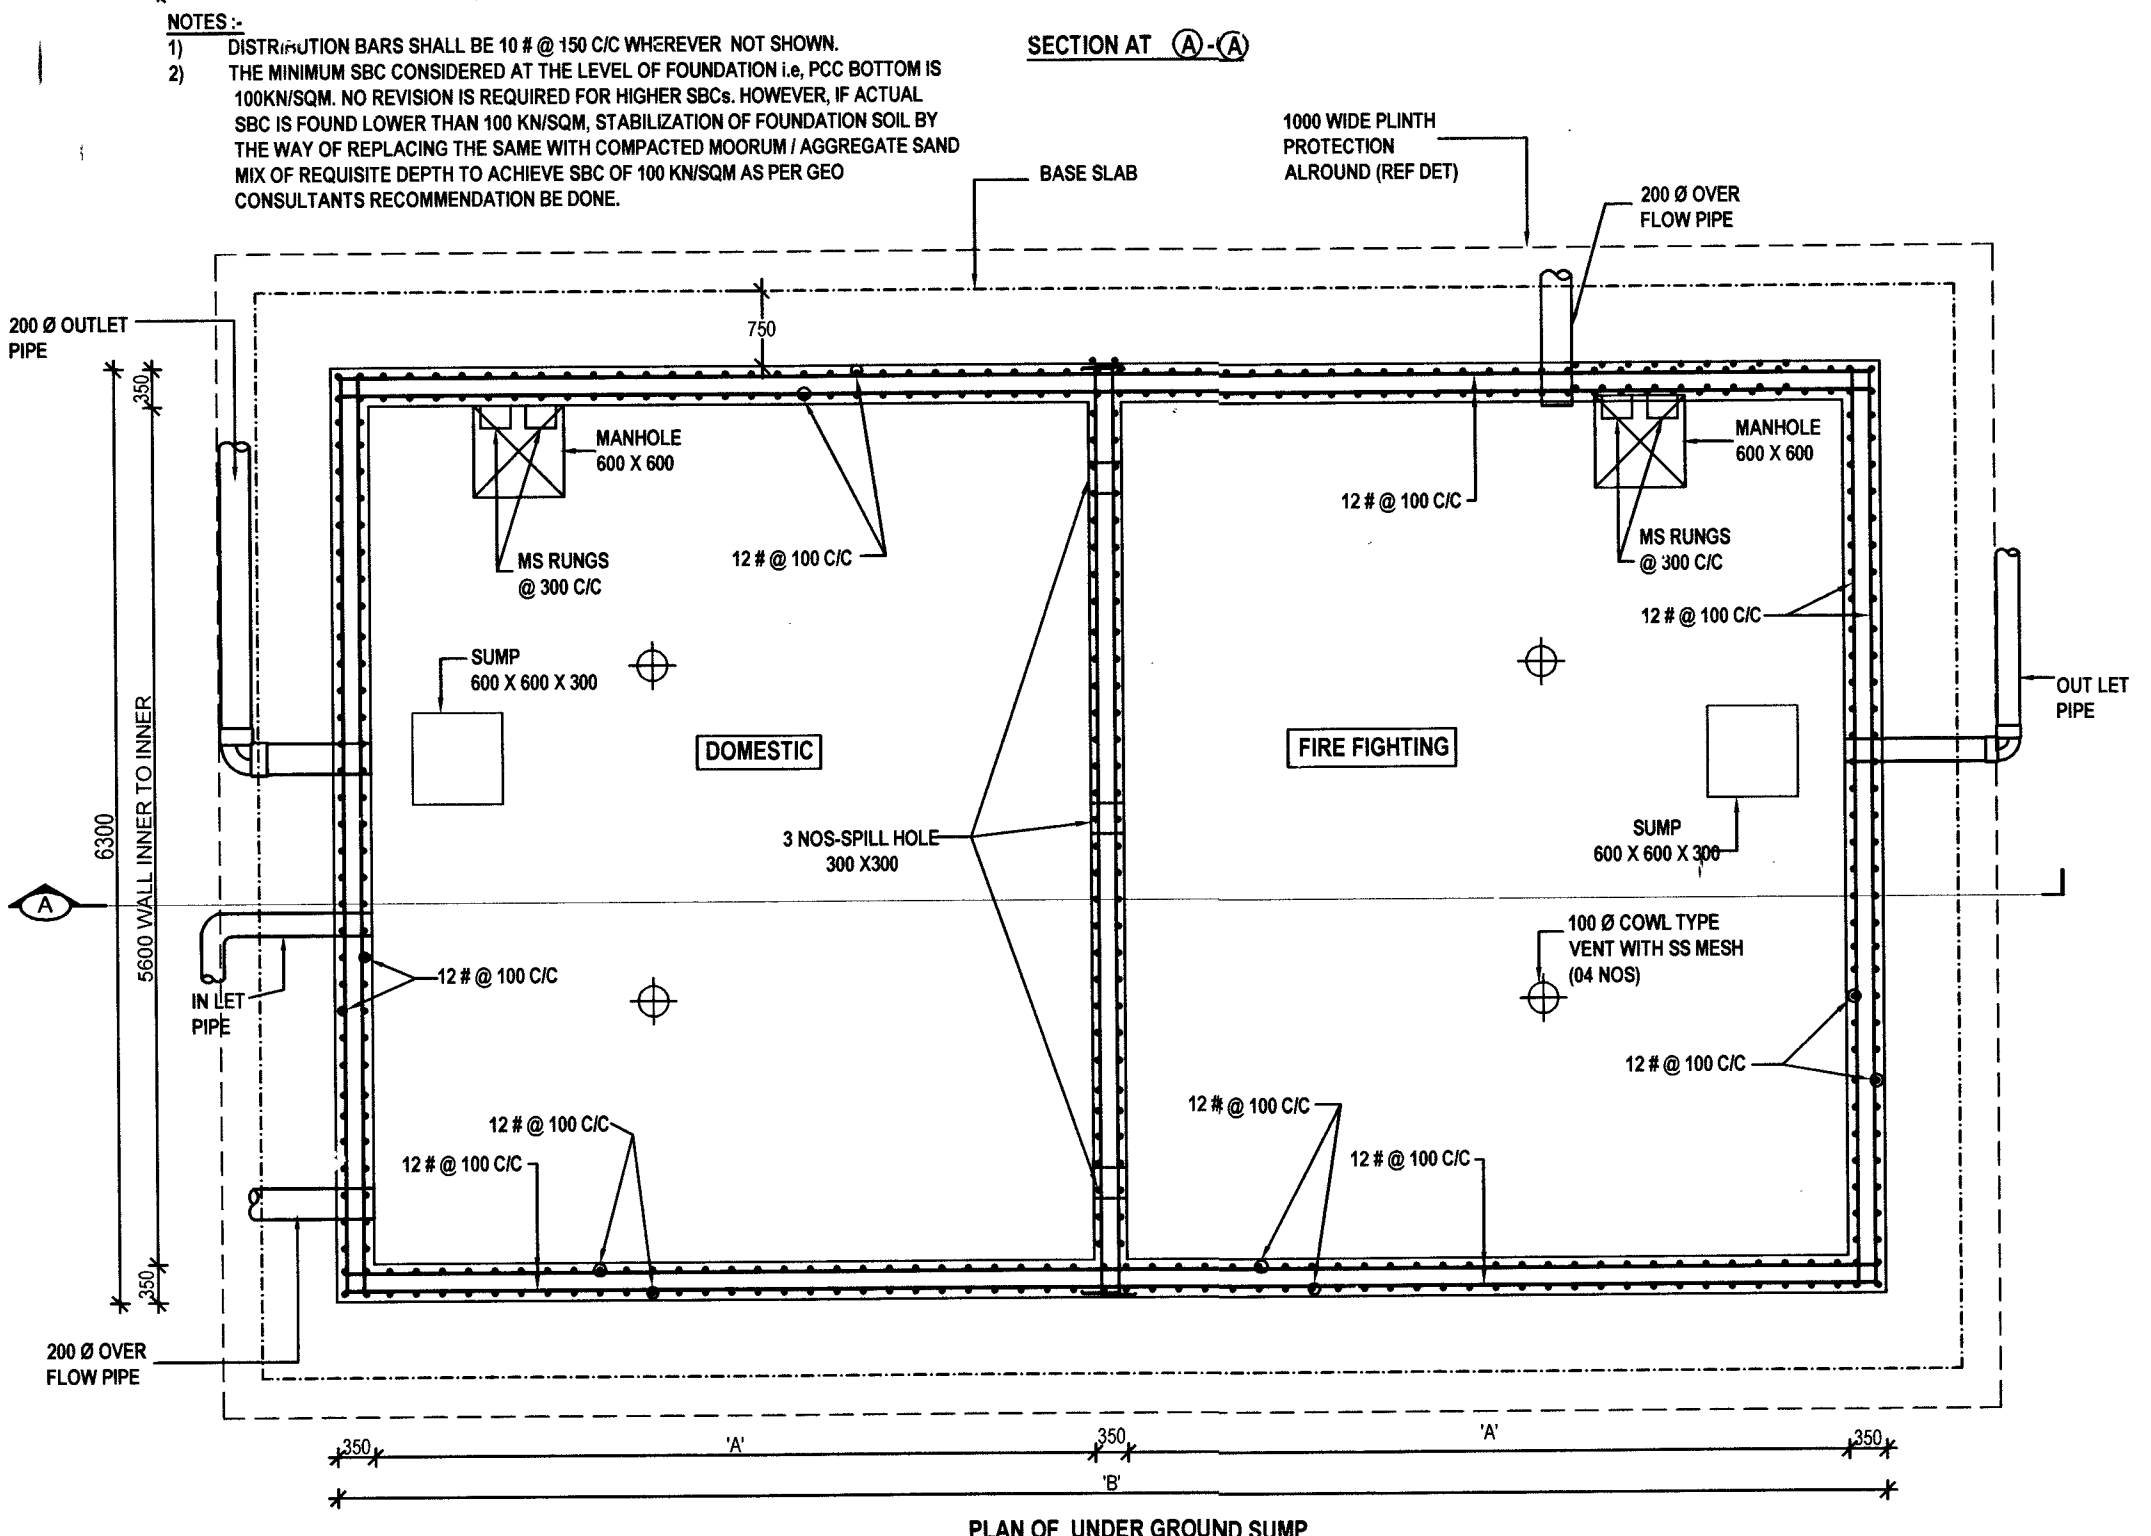 NOTES :-
1) DISTRIBUTION BARS SHALL BE 10 # @ 150 C/C WHEREVER NOT SHOWN.
2) THE MINIMUM SBC CONSIDERED AT THE LEVEL OF FOUNDATION i.e, PCC BOTTOM IS
100KN/SQM. NO REVISION IS REQUIRED FOR HIGHER SBCs. HOWEVER, IF ACTUAL
SBC IS FOUND LOWER THAN 100 KN/SQM, STABILIZATION OF FOUNDATION SOIL BY
THE WAY OF REPLACING THE SAME WITH COMPACTED MOORUM / AGGREGATE SAND
MIX OF REQUISITE DEPTH TO ACHIEVE SBC OF 100 KN/SQM AS PER GEO
CONSULTANTS RECOMMENDATION BE DONE.
SECTION AT A - A
BASE SLAB
1000 WIDE PLINTH
PROTECTION
ALROUND (REF DET)
200 Ø OVER
FLOW PIPE
200 Ø OUTLET
PIPE
750
350
MANHOLE
600 X 600
MANHOLE
600 X 600
12 # @ 100 C/C
MS RUNGS
@ 300 C/C
12 # @ 100 C/C
MS RUNGS
@ 300 C/C
12 # @ 100 C/C
SUMP
600 X 600 X 300
OUT LET
PIPE
DOMESTIC
FIRE FIGHTING
6300
5600 WALL INNER TO INNER
3 NOS-SPILL HOLE
300 X300
SUMP
600 X 600 X 300
A
100 Ø COWL TYPE
VENT WITH SS MESH
(04 NOS)
12 # @ 100 C/C
IN LET
PIPE
12 # @ 100 C/C
12 # @ 100 C/C
12 # @ 100 C/C
12 # @ 100 C/C
12 # @ 100 C/C
350
200 Ø OVER
FLOW PIPE
350
'A'
350
'A'
350
'B'
PLAN OF UNDER GROUND SUMP